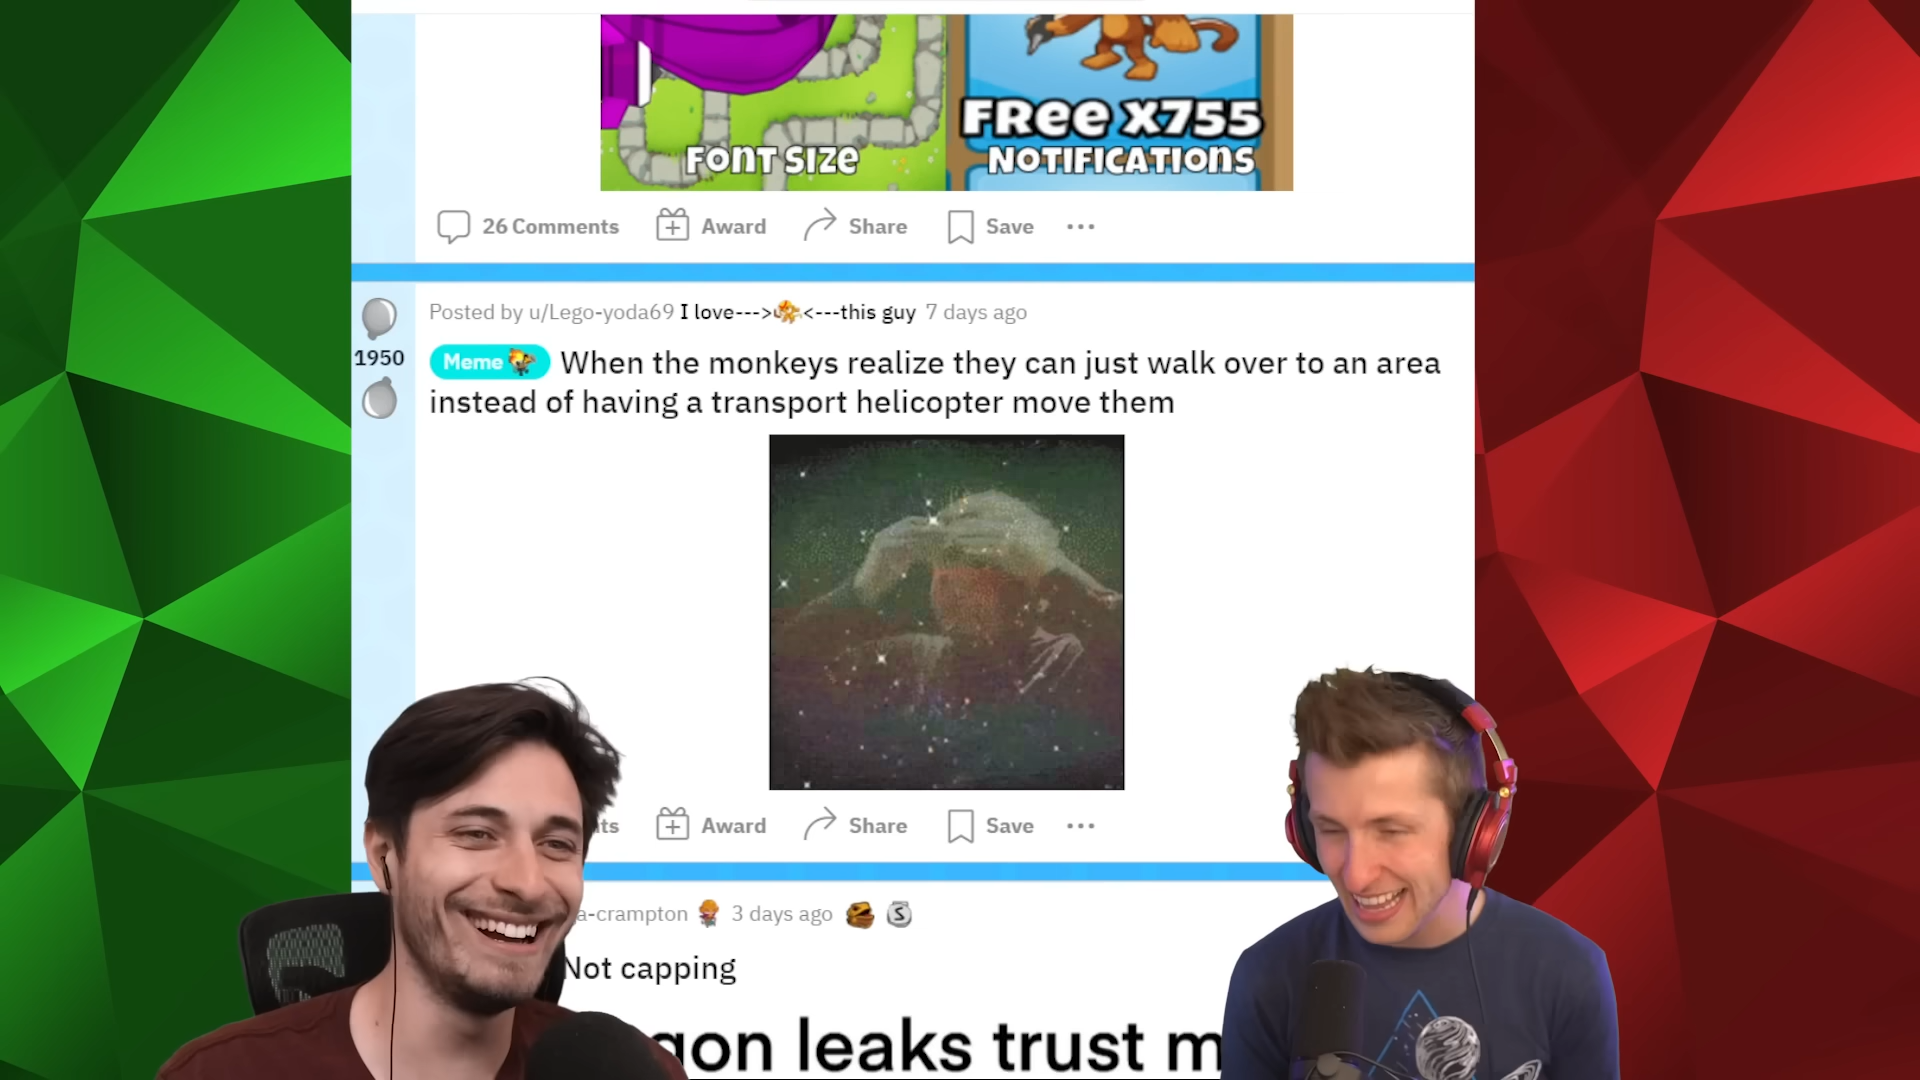 FONT SIZE
FREE X755
NOTIFICATIONS
26 Comments Award Share Save
Posted by u/Lego-yoda69 I love---><---this guy 7 days ago
1950
Meme When the monkeys realize they can just walk over to an area
instead of having a transport helicopter move them
ts Award Share Save
a-crampton 3 days ago
Not capping
gon leaks trust m